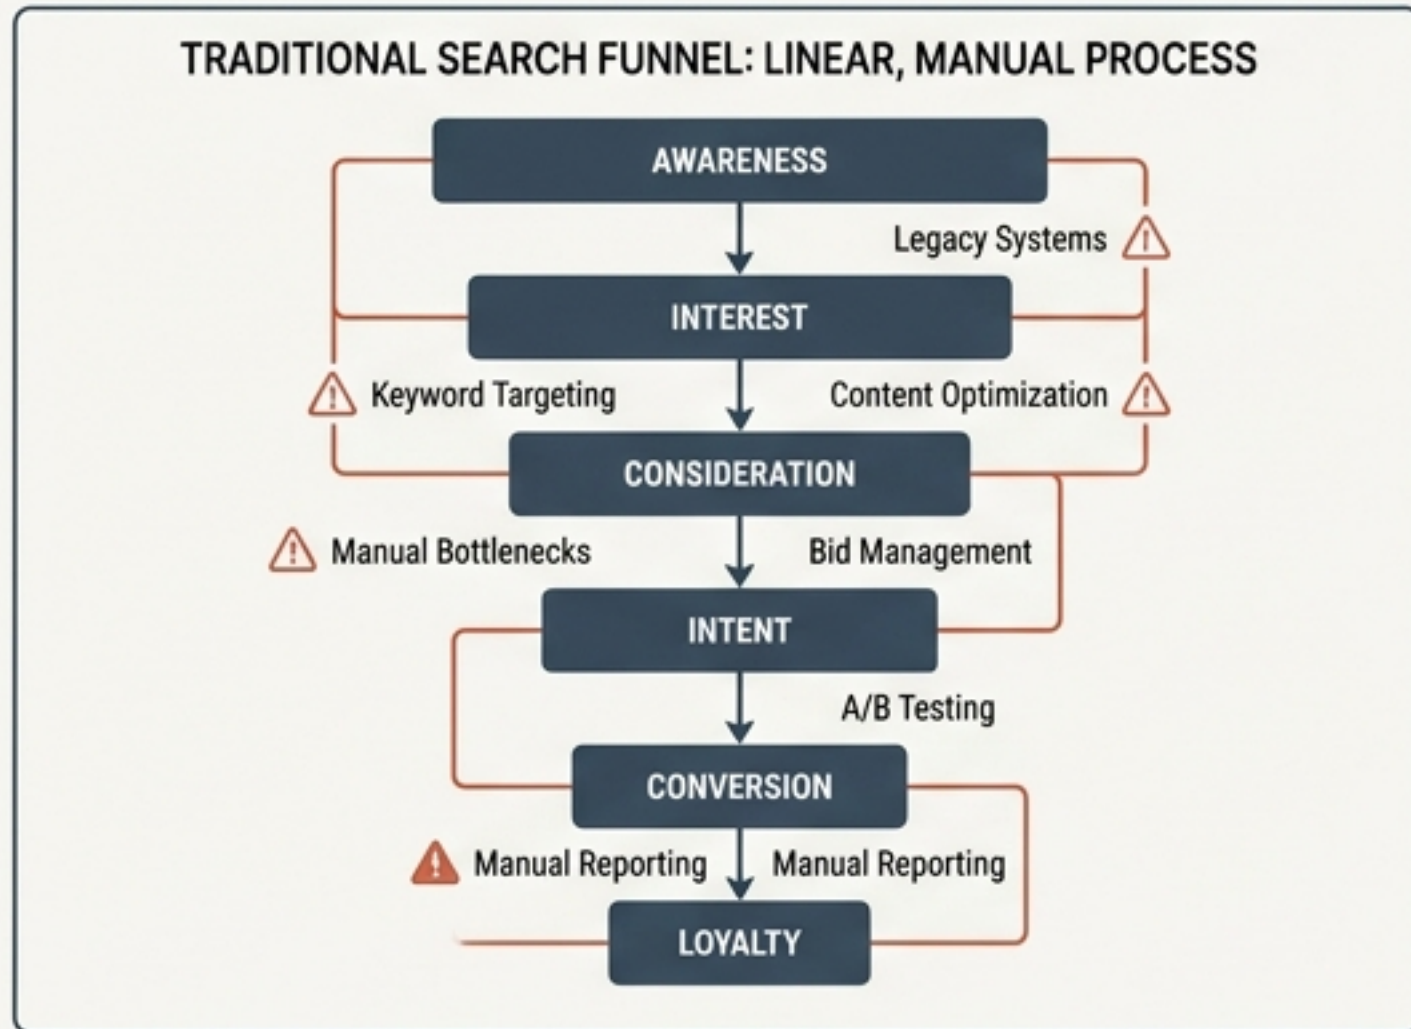 TRADITIONAL SEARCH FUNNEL: LINEAR, MANUAL PROCESS
AWARENESS
Legacy Systems
INTEREST
Keyword Targeting
Content Optimization
CONSIDERATION
Manual Bottlenecks
Bid Management
INTENT
A/B Testing
CONVERSION
Manual Reporting
Manual Reporting
LOYALTY